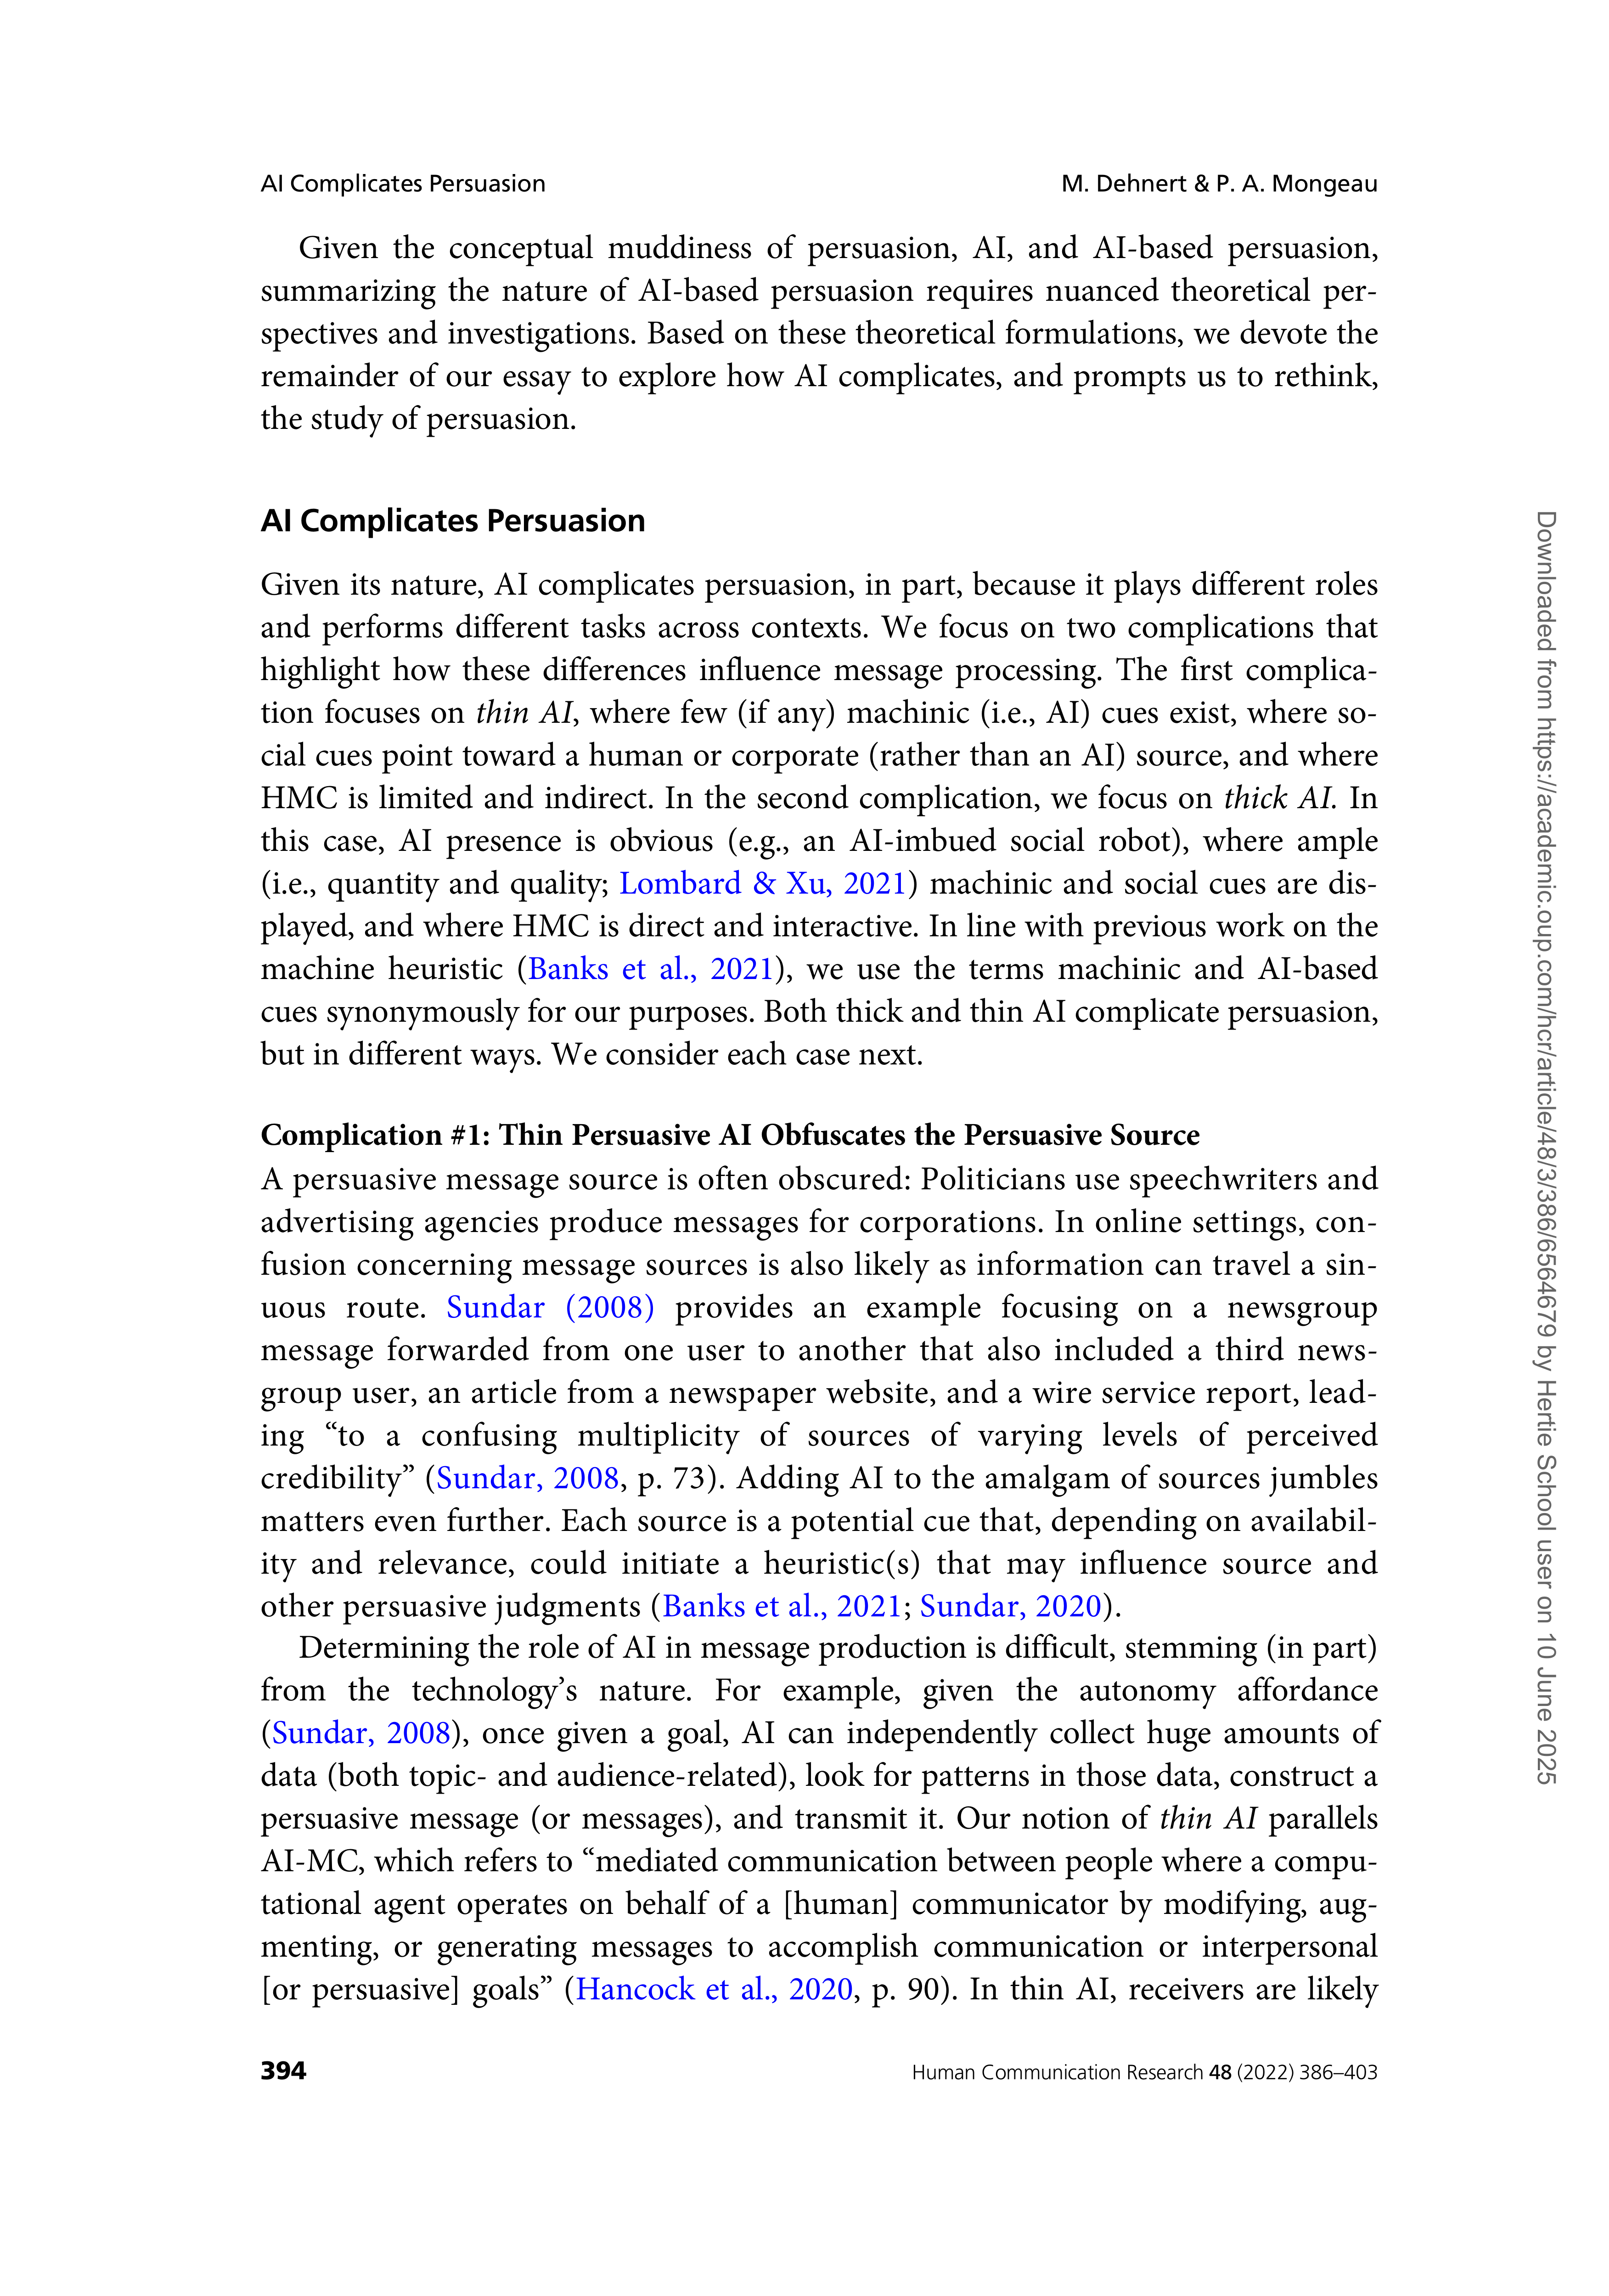 AI Complicates Persuasion
M. Dehnert & P. A. Mongeau
Given the conceptual muddiness of persuasion, AI, and AI-based persuasion,
summarizing the nature of AI-based persuasion requires nuanced theoretical per-
spectives and investigations. Based on these theoretical formulations, we devote the
remainder of our essay to explore how AI complicates, and prompts us to rethink,
the study of persuasion.
AI Complicates Persuasion
Given its nature, AI complicates persuasion, in part, because it plays different roles
and performs different tasks across contexts. We focus on two complications that
highlight how these differences influence message processing. The first complica-
tion focuses on thin AI, where few (if any) machinic (i.e., AI) cues exist, where so-
cial cues point toward a human or corporate (rather than an AI) source, and where
HMC is limited and indirect. In the second complication, we focus on thick AI. In
this case, AI presence is obvious (e.g., an AI-imbued social robot), where ample
(i.e., quantity and quality; Lombard & Xu, 2021) machinic and social cues are dis-
played, and where HMC is direct and interactive. In line with previous work on the
machine heuristic (Banks et al., 2021), we use the terms machinic and AI-based
cues synonymously for our purposes. Both thick and thin AI complicate persuasion,
but in different ways. We consider each case next.
Complication #1: Thin Persuasive AI Obfuscates the Persuasive Source
A persuasive message source is often obscured: Politicians use speechwriters and
advertising agencies produce messages for corporations. In online settings, con-
fusion concerning message sources is also likely as information can travel a sin-
uous route. Sundar (2008) provides an example focusing on a newsgroup
message forwarded from one user to another that also included a third news-
group user, an article from a newspaper website, and a wire service report, lead-
ing “to a confusing multiplicity of sources of varying levels of perceived
credibility” (Sundar, 2008, p. 73). Adding AI to the amalgam of sources jumbles
matters even further. Each source is a potential cue that, depending on availabil-
ity and relevance, could initiate a heuristic(s) that may influence source and
other persuasive judgments (Banks et al., 2021; Sundar, 2020).
Determining the role of AI in message production is difficult, stemming (in part)
from the technology’s nature. For example, given the autonomy affordance
(Sundar, 2008), once given a goal, AI can independently collect huge amounts of
data (both topic- and audience-related), look for patterns in those data, construct a
persuasive message (or messages), and transmit it. Our notion of thin AI parallels
AI-MC, which refers to “mediated communication between people where a compu-
tational agent operates on behalf of a [human] communicator by modifying, aug-
menting, or generating messages to accomplish communication or interpersonal
[or persuasive] goals” (Hancock et al., 2020, p. 90). In thin AI, receivers are likely
394
Human Communication Research 48 (2022) 386–403
Downloaded from https://academic.oup.com/hcr/article/48/3/386/6564679 by Hertie School user on 10 June 2025